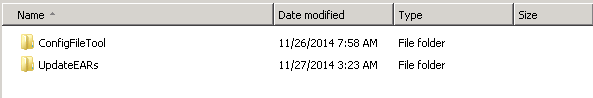 Name Date modified Type Size
ConfigFileTool 11/26/2014 7:58 AM File folder
UpdateEARs 11/27/2014 3:23 AM File folder